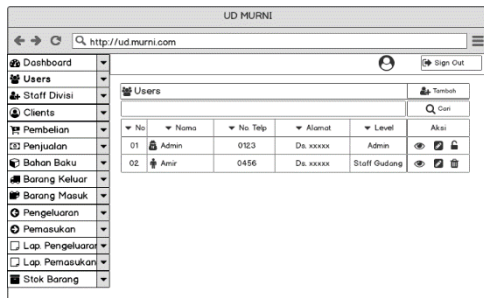 UD MURNI
http://ud.murni.com
Dashboard
Sign Out
Users
Staff Divisi
Clients
Pembelian
Penjualan
Bahan Baku
Barang Keluar
Barang Masuk
Pengeluaran
Pemasukan
Lap. Pengeluaran
Lap. Pemasukan
Stok Barang
Users
Tamboh
Cari
No Nama No. Telp Alamat Level Aksi
01 Admin 0123 Ds. xxxxx Admin
02 Amir 0456 Ds. xxxxx Staff Gudang